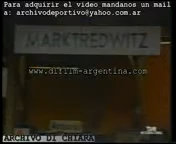 Para adquirir el video mandanos un mail
a: archivodeportivo@yahoo.com.ar
MARKTREDWITZ
www.difilm-argentina.com
ARCHIVO DI CHIARA